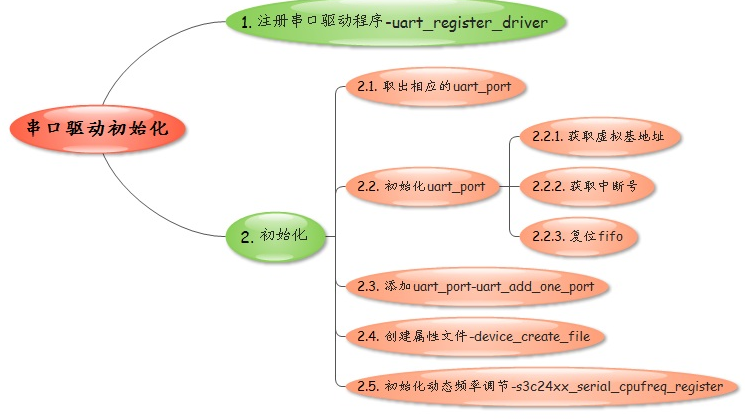 1. 注册串口驱动程序-uart_register_driver
串口驱动初始化
2. 初始化
2.1. 取出相应的uart_port
2.2. 初始化uart_port
2.2.1. 获取虚拟基地址
2.2.2. 获取中断号
2.2.3. 复位fifo
2.3. 添加uart_port-uart_add_one_port
2.4. 创建属性文件-device_create_file
2.5. 初始化动态频率调节-s3c24xx_serial_cpufreq_register